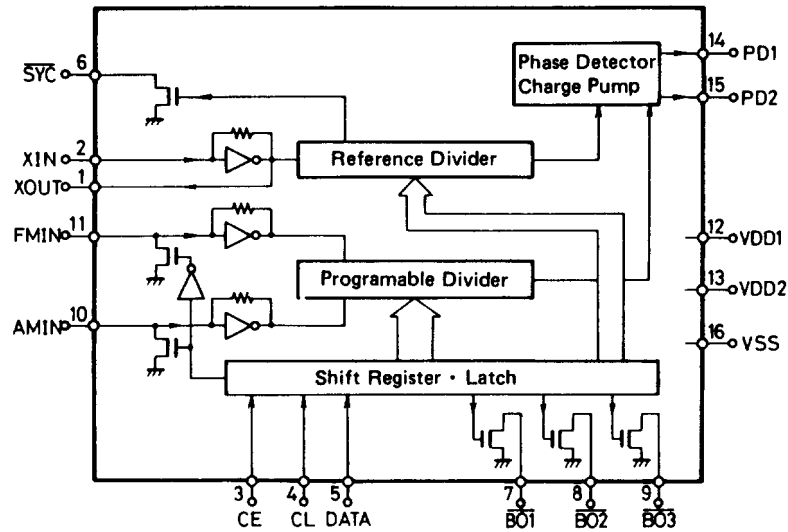 6
SYC
14
PD1
Phase Detector
Charge Pump
15
PD2
XIN
2
XOUT
1
Reference Divider
FMIN
11
12
VDD1
Programable Divider
13
VDD2
AMIN
10
16
VSS
Shift Register · Latch
3
4
5
7
8
9
CE
CL
DATA
BO1
BO2
BO3